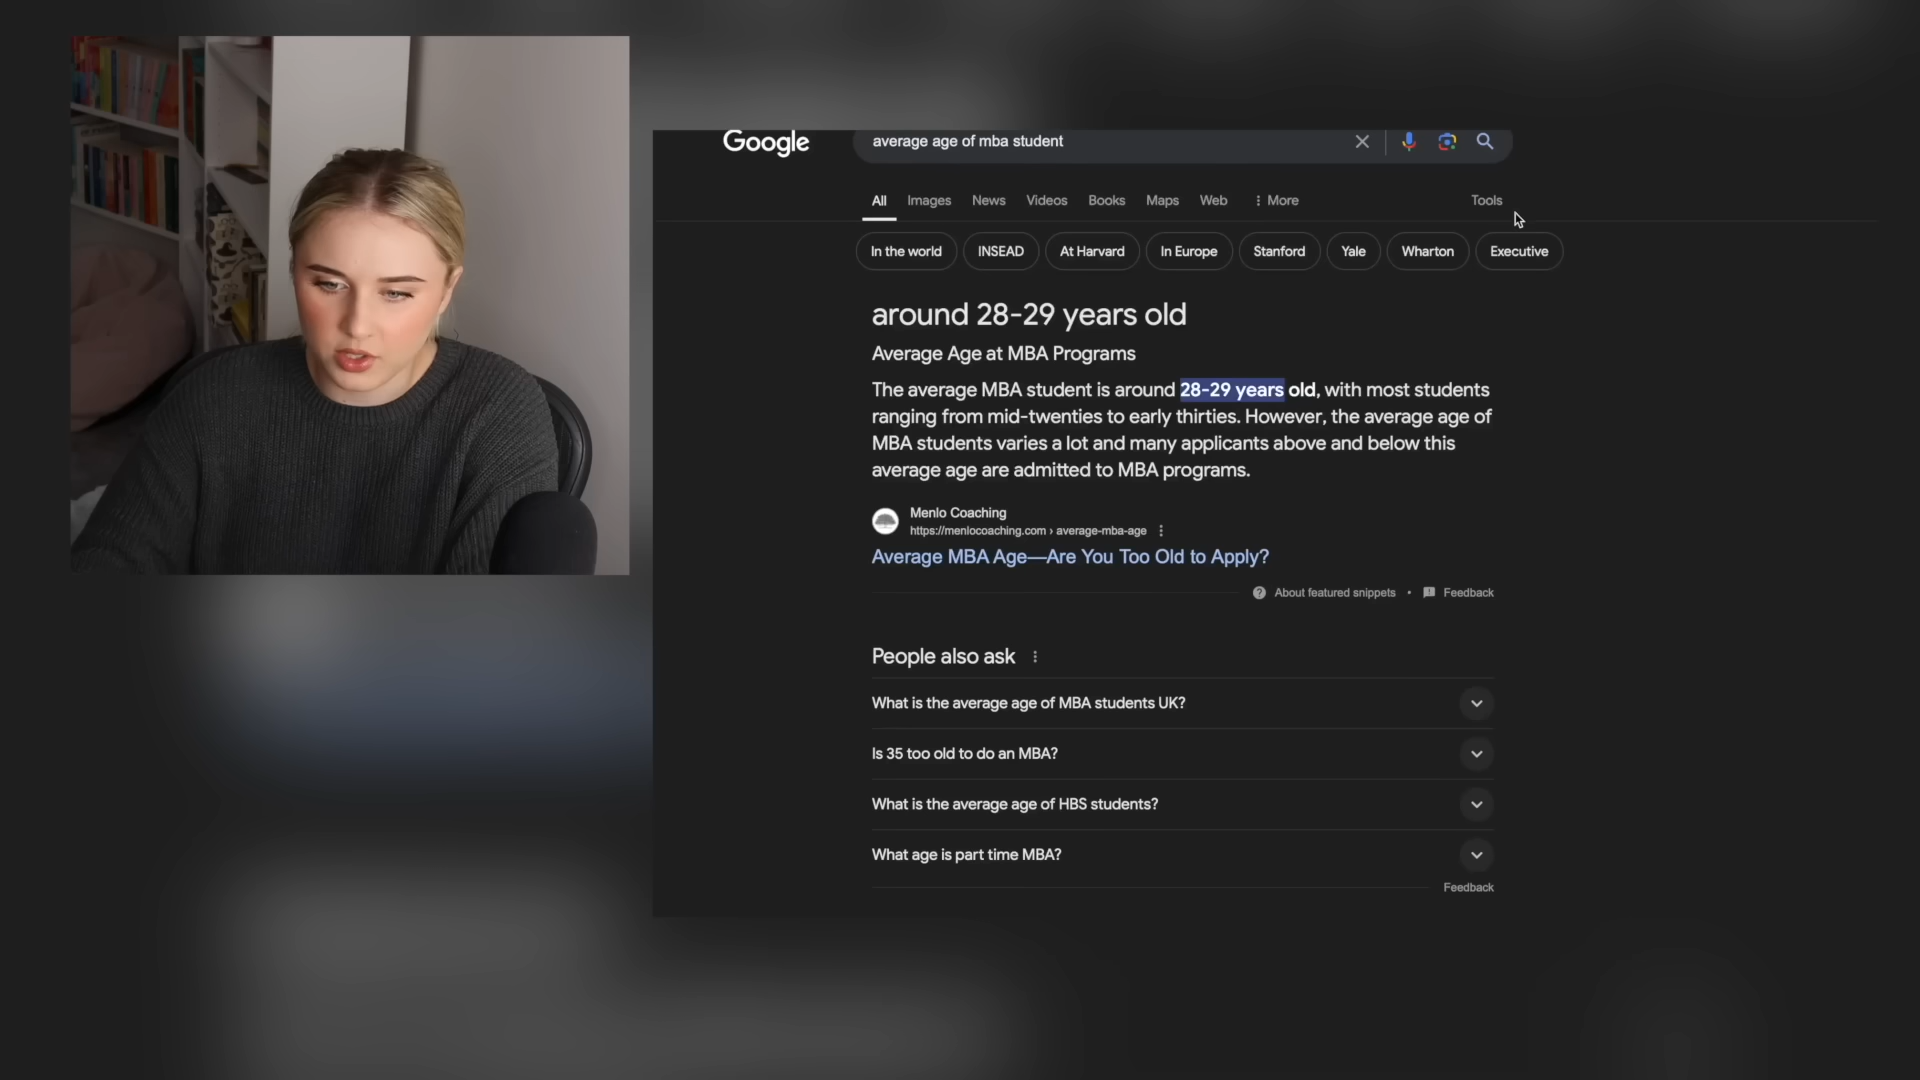 Google
average age of mba student
All Images News Videos Books Maps Web More Tools
In the world INSEAD At Harvard In Europe Stanford Yale Wharton Executive
around 28-29 years old
Average Age at MBA Programs
The average MBA student is around 28-29 years old, with most students
ranging from mid-twenties to early thirties. However, the average age of
MBA students varies a lot and many applicants above and below this
average age are admitted to MBA programs.
Menlo Coaching
https://menlocoaching.com › average-mba-age
Average MBA Age—Are You Too Old to Apply?
About featured snippets • Feedback
People also ask
What is the average age of MBA students UK?
Is 35 too old to do an MBA?
What is the average age of HBS students?
What age is part time MBA?
Feedback